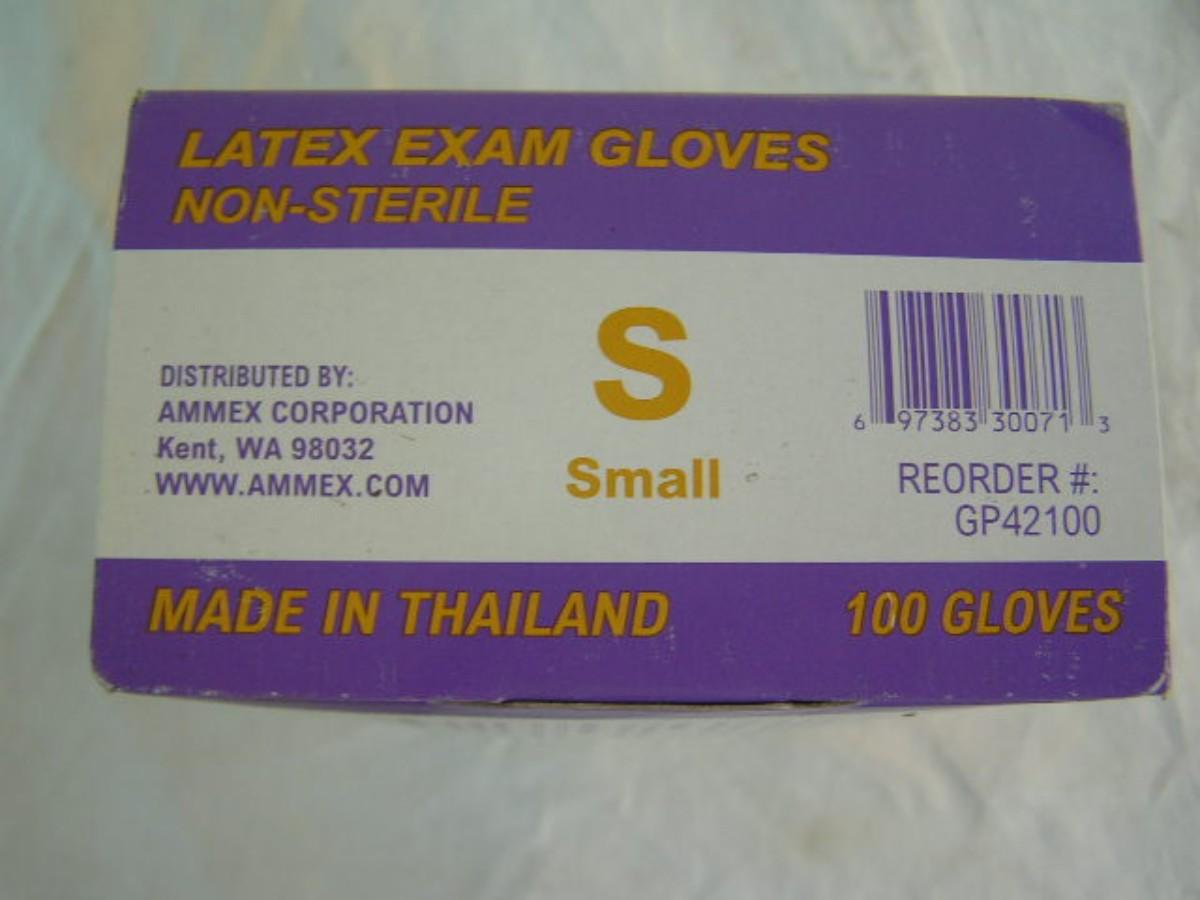 LATEX EXAM GLOVES
NON-STERILE
DISTRIBUTED BY:
AMMEX CORPORATION
Kent, WA 98032
WWW.AMMEX.COM
S
Small
6 97383 30071 3
REORDER #:
GP42100
MADE IN THAILAND
100 GLOVES